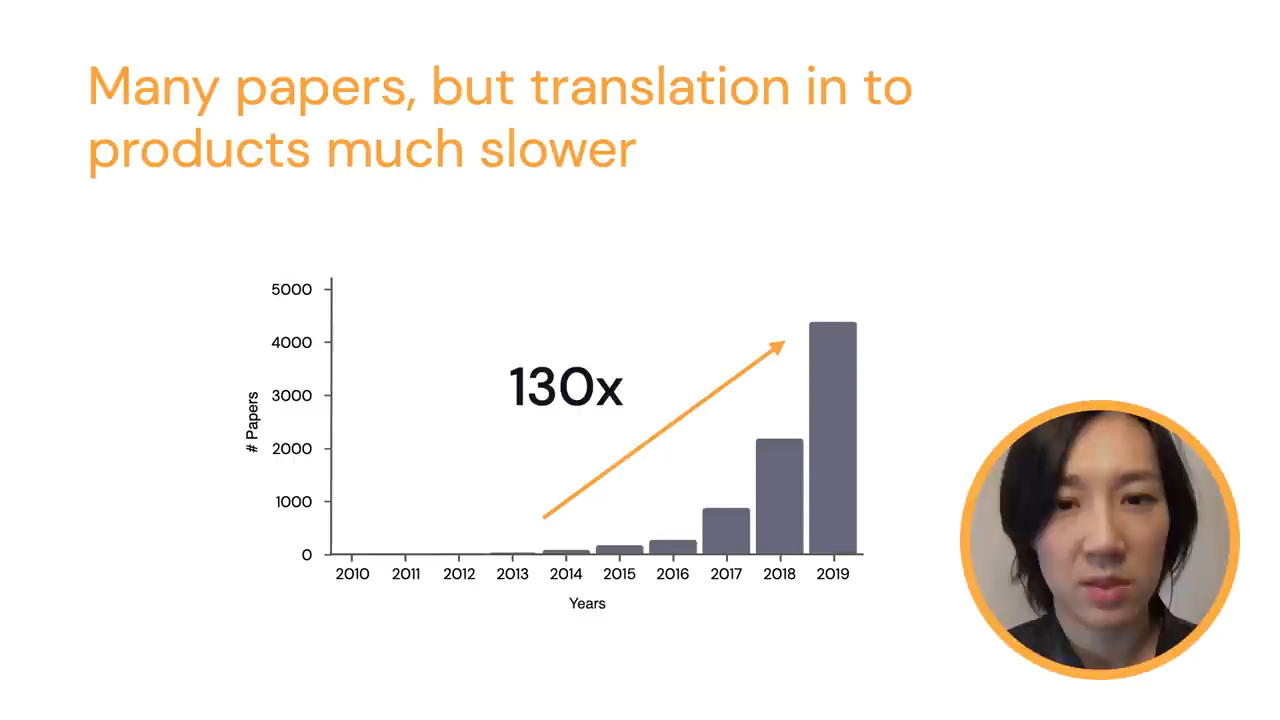 Many papers, but translation in to
products much slower
5000
4000
3000
2000
1000
0
# Papers
130x
2010 2011 2012 2013 2014 2015 2016 2017 2018 2019
Years